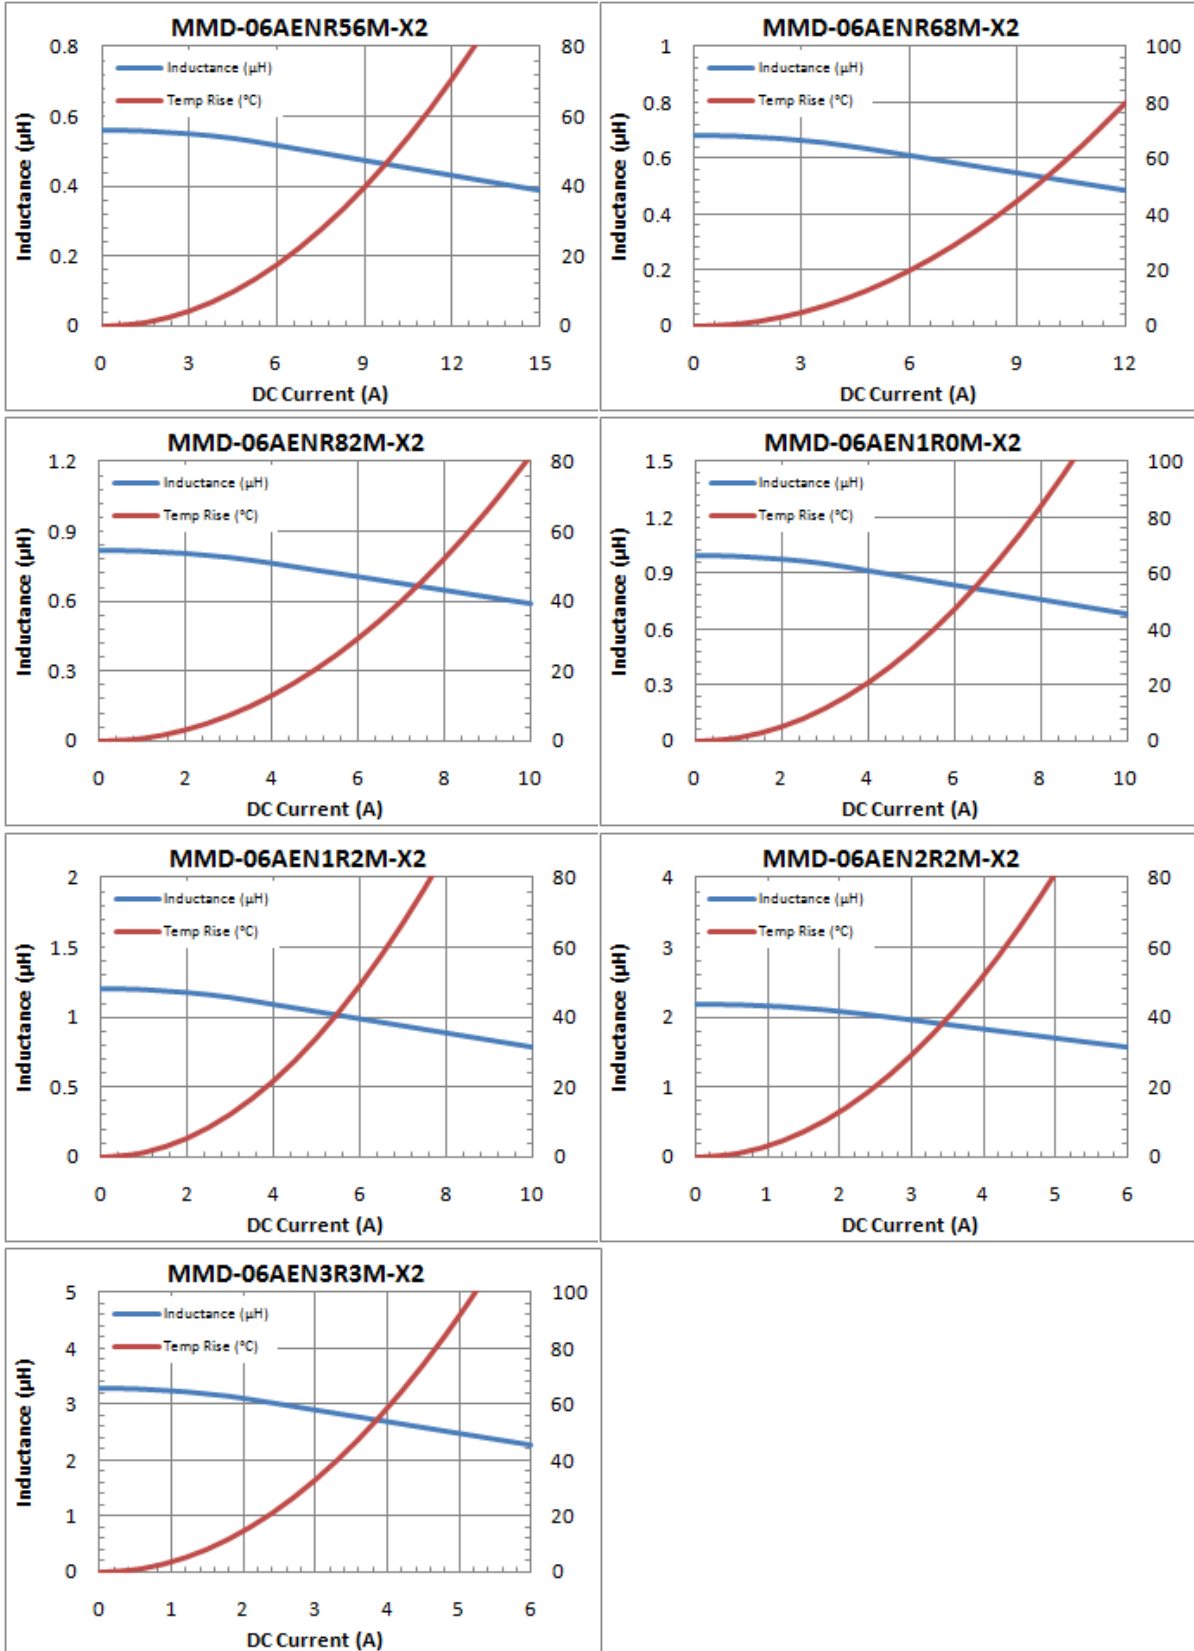 MMD-06AENR56M-X2
Inductance (µH)
Temp Rise (°C)
0.8
0.6
0.4
0.2
0
80
60
40
20
0
Inductance (µH)
0 3 6 9 12 15
DC Current (A)
MMD-06AENR68M-X2
Inductance (µH)
Temp Rise (°C)
1
0.8
0.6
0.4
0.2
0
100
80
60
40
20
0
Inductance (µH)
0 3 6 9 12
DC Current (A)
MMD-06AENR82M-X2
Inductance (µH)
Temp Rise (°C)
1.2
0.9
0.6
0.3
0
80
60
40
20
0
Inductance (µH)
0 2 4 6 8 10
DC Current (A)
MMD-06AEN1R0M-X2
Inductance (µH)
Temp Rise (°C)
1.5
1.2
0.9
0.6
0.3
0
100
80
60
40
20
0
Inductance (µH)
0 2 4 6 8 10
DC Current (A)
MMD-06AEN1R2M-X2
Inductance (µH)
Temp Rise (°C)
2
1.5
1
0.5
0
80
60
40
20
0
Inductance (µH)
0 2 4 6 8 10
DC Current (A)
MMD-06AEN2R2M-X2
Inductance (µH)
Temp Rise (°C)
4
3
2
1
0
80
60
40
20
0
Inductance (µH)
0 1 2 3 4 5 6
DC Current (A)
MMD-06AEN3R3M-X2
Inductance (µH)
Temp Rise (°C)
5
4
3
2
1
0
100
80
60
40
20
0
Inductance (µH)
0 1 2 3 4 5 6
DC Current (A)